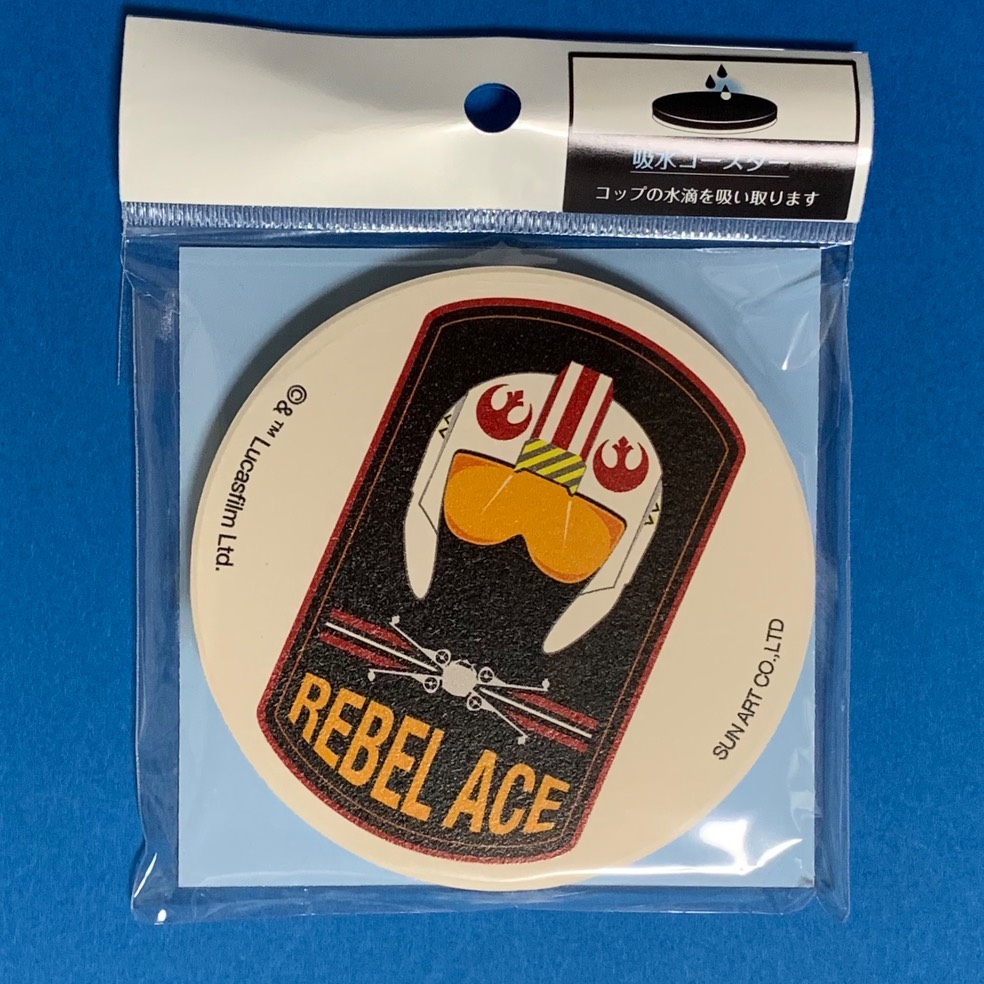 吸水コースター
コップの水滴を吸い取ります
©& ™ Lucasfilm Ltd.
REBEL ACE
SUN ART CO.,LTD